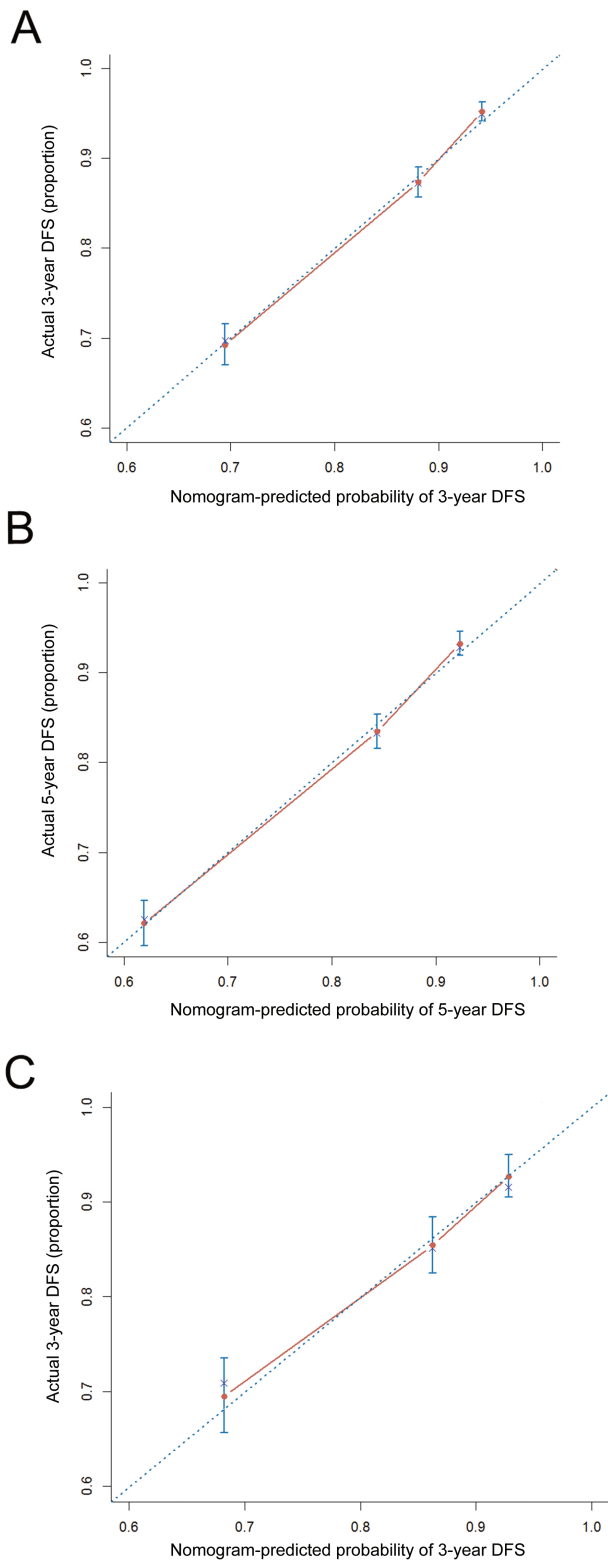 A
1.0
0.9
0.8
0.7
0.6
Actual 3-year DFS (proportion)
0.6 0.7 0.8 0.9 1.0
Nomogram-predicted probability of 3-year DFS
B
1.0
0.9
0.8
0.7
0.6
Actual 5-year DFS (proportion)
0.6 0.7 0.8 0.9 1.0
Nomogram-predicted probability of 5-year DFS
C
1.0
0.9
0.8
0.7
0.6
Actual 3-year DFS (proportion)
0.6 0.7 0.8 0.9 1.0
Nomogram-predicted probability of 3-year DFS